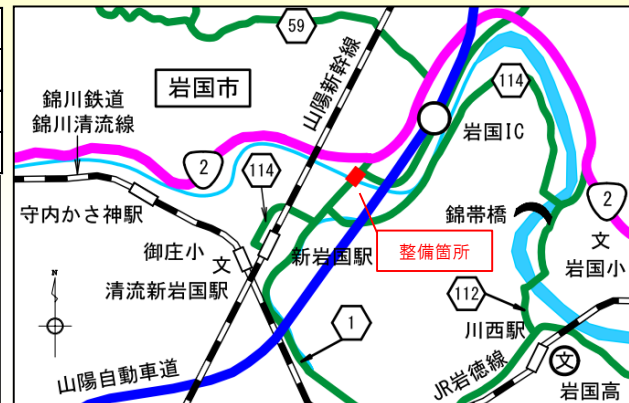 59
岩国市
山陽新幹線
114
錦川鉄道
錦川清流線
岩国IC
2
114
2
守内かさ神駅
錦帯橋
文
岩国小
御庄小
文
新岩国駅
整備箇所
清流新岩国駅
112
川西駅
1
N
山陽自動車道
JR岩徳線
文
岩国高